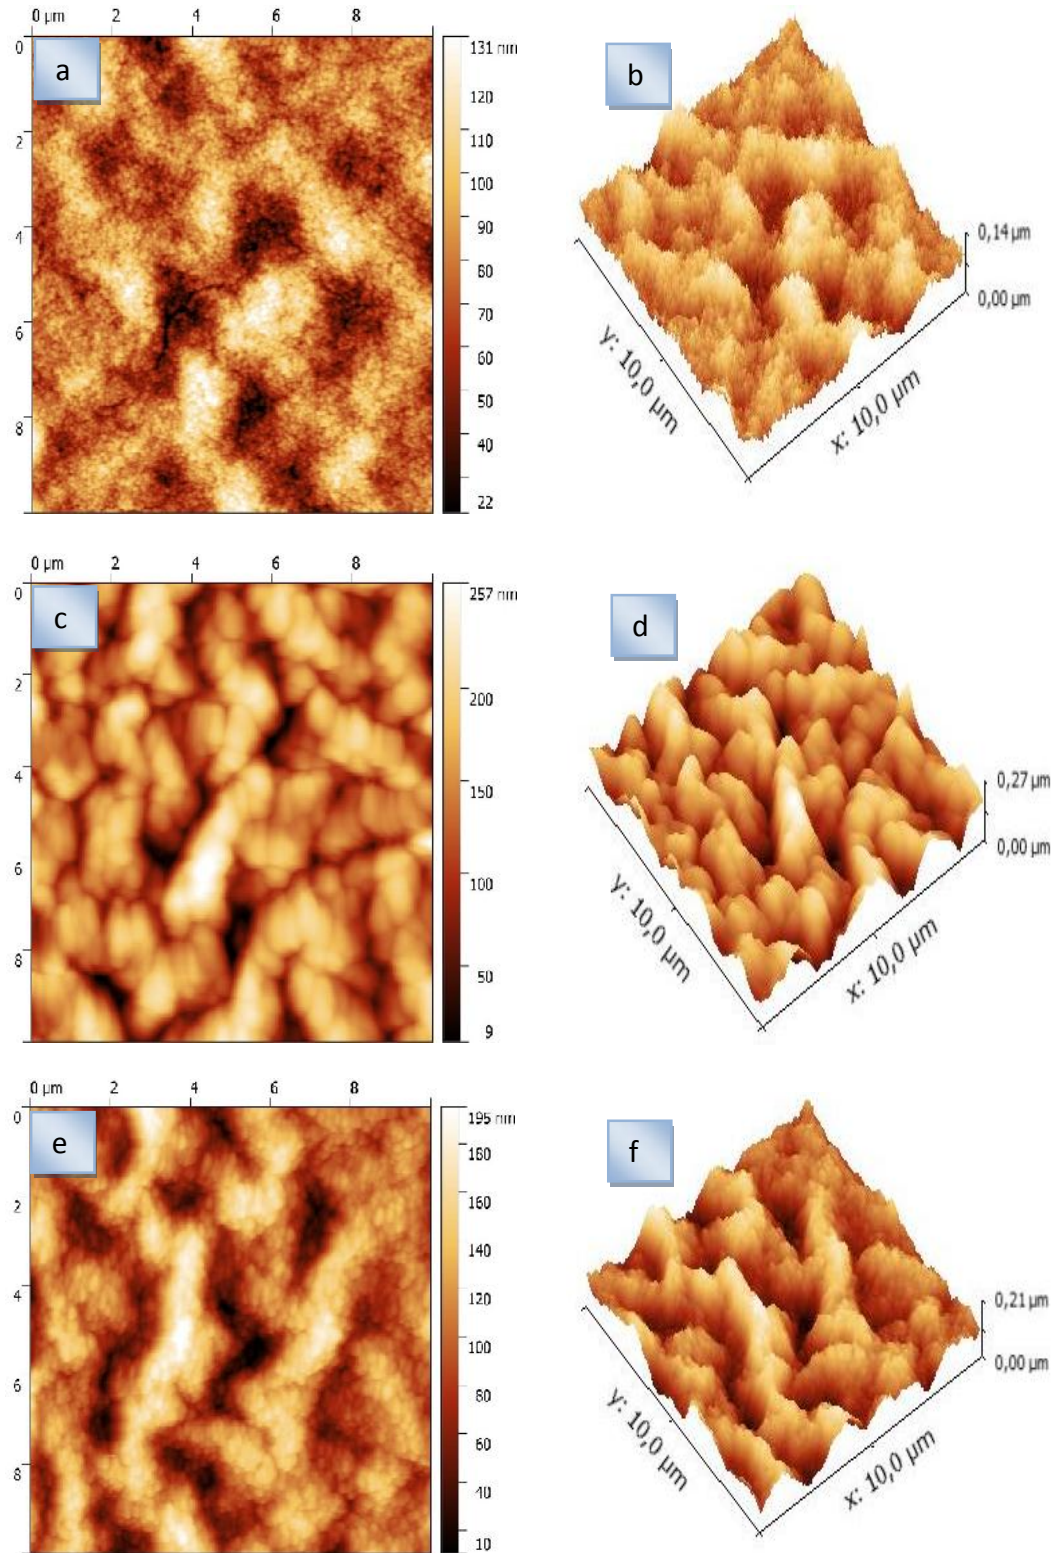 0 µm 2 4 6 8
0
2
4
6
8
a
131 nm
120
110
100
90
80
70
60
50
40
22
b
0,14 µm
0,00 µm
y: 10,0 µm
x: 10,0 µm
0 µm 2 4 6 8
0
2
4
6
8
c
257 nm
200
150
100
50
9
d
0,27 µm
0,00 µm
y: 10,0 µm
x: 10,0 µm
0 µm 2 4 6 8
0
2
4
6
8
e
195 nm
180
160
140
120
100
80
60
40
10
f
0,21 µm
0,00 µm
y: 10,0 µm
x: 10,0 µm